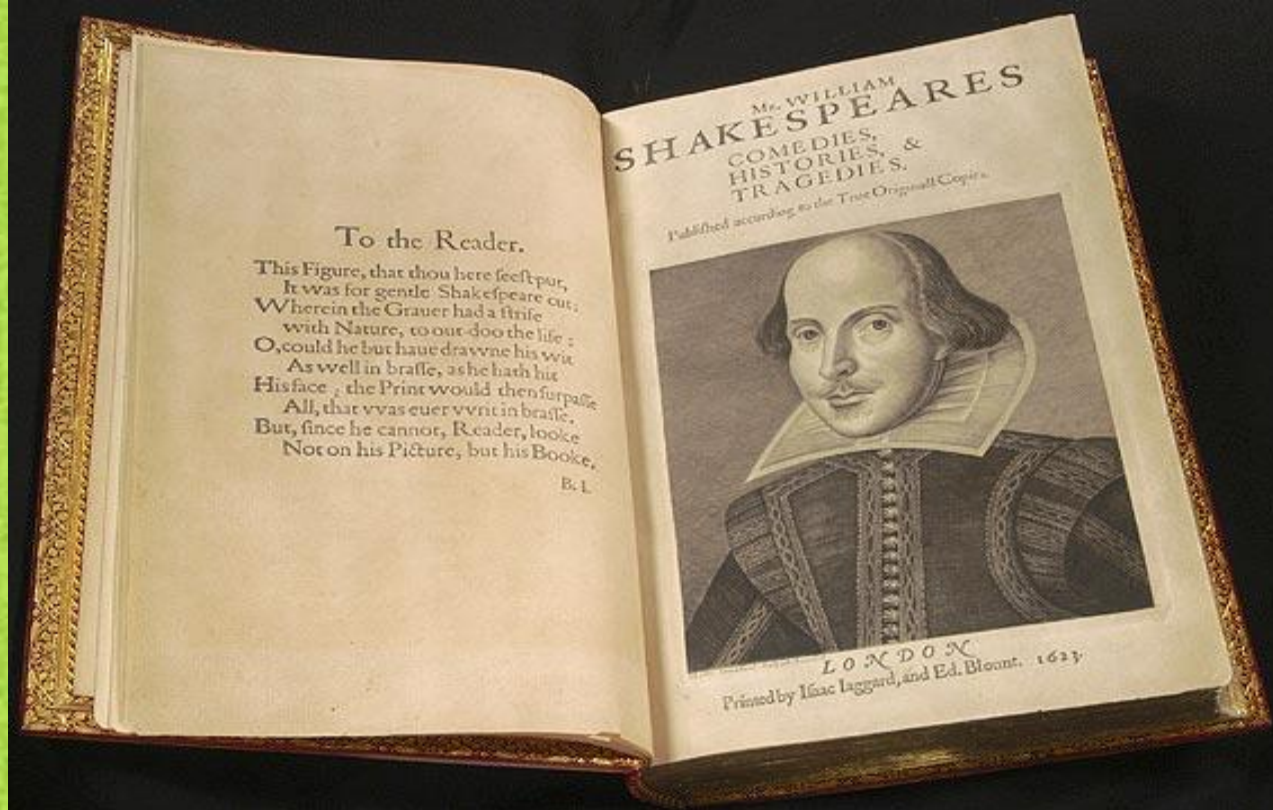 To the Reader.
This Figure, that thou here ſeeſt put,
It was for gentle Shakeſpeare cut;
Wherein the Grauer had a ſtrife
with Nature, to out-doo the life :
O, could he but haue dravvne his wit
As well in braſſe, as he hath hit
His face ; the Print would then ſurpaſſe
All, that vvas euer vvrit in braſſe.
But, ſince he cannot, Reader, looke
Not on his Picture, but his Booke.
B. I.
Mr. WILLIAM
SHAKESPEARES
COMEDIES,
HISTORIES, &
TRAGEDIES.
Publiſhed according to the True Originall Copies.
LONDON
Printed by Iſaac Iaggard, and Ed. Blount. 1623.